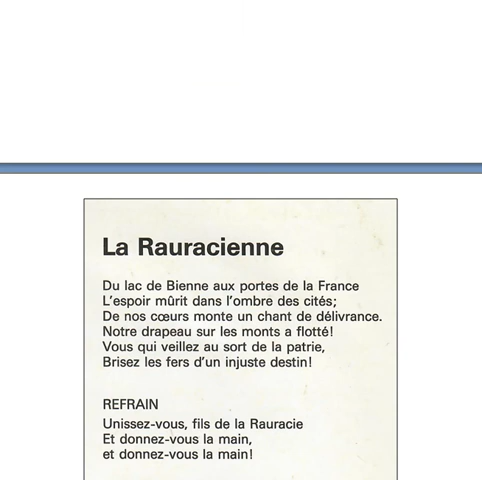 La Rauracienne
Du lac de Bienne aux portes de la France
L'espoir mûrit dans l'ombre des cités;
De nos cœurs monte un chant de délivrance.
Notre drapeau sur les monts a flotté!
Vous qui veillez au sort de la patrie,
Brisez les fers d'un injuste destin!
REFRAIN
Unissez-vous, fils de la Rauracie
Et donnez-vous la main,
et donnez-vous la main!